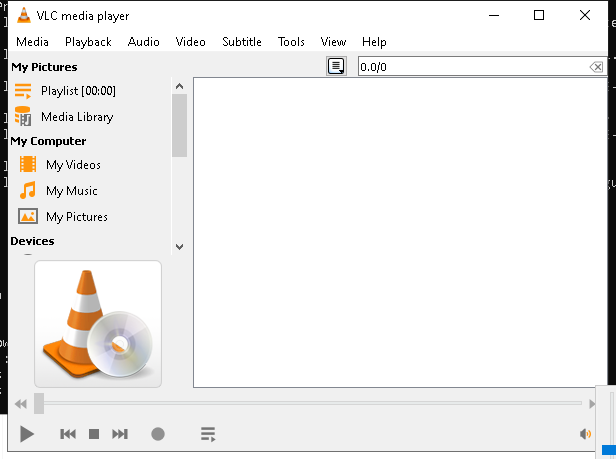 VLC media player
Media Playback Audio Video Subtitle Tools View Help
My Pictures
0.0/0
Playlist [00:00]
Media Library
My Computer
My Videos
My Music
My Pictures
Devices